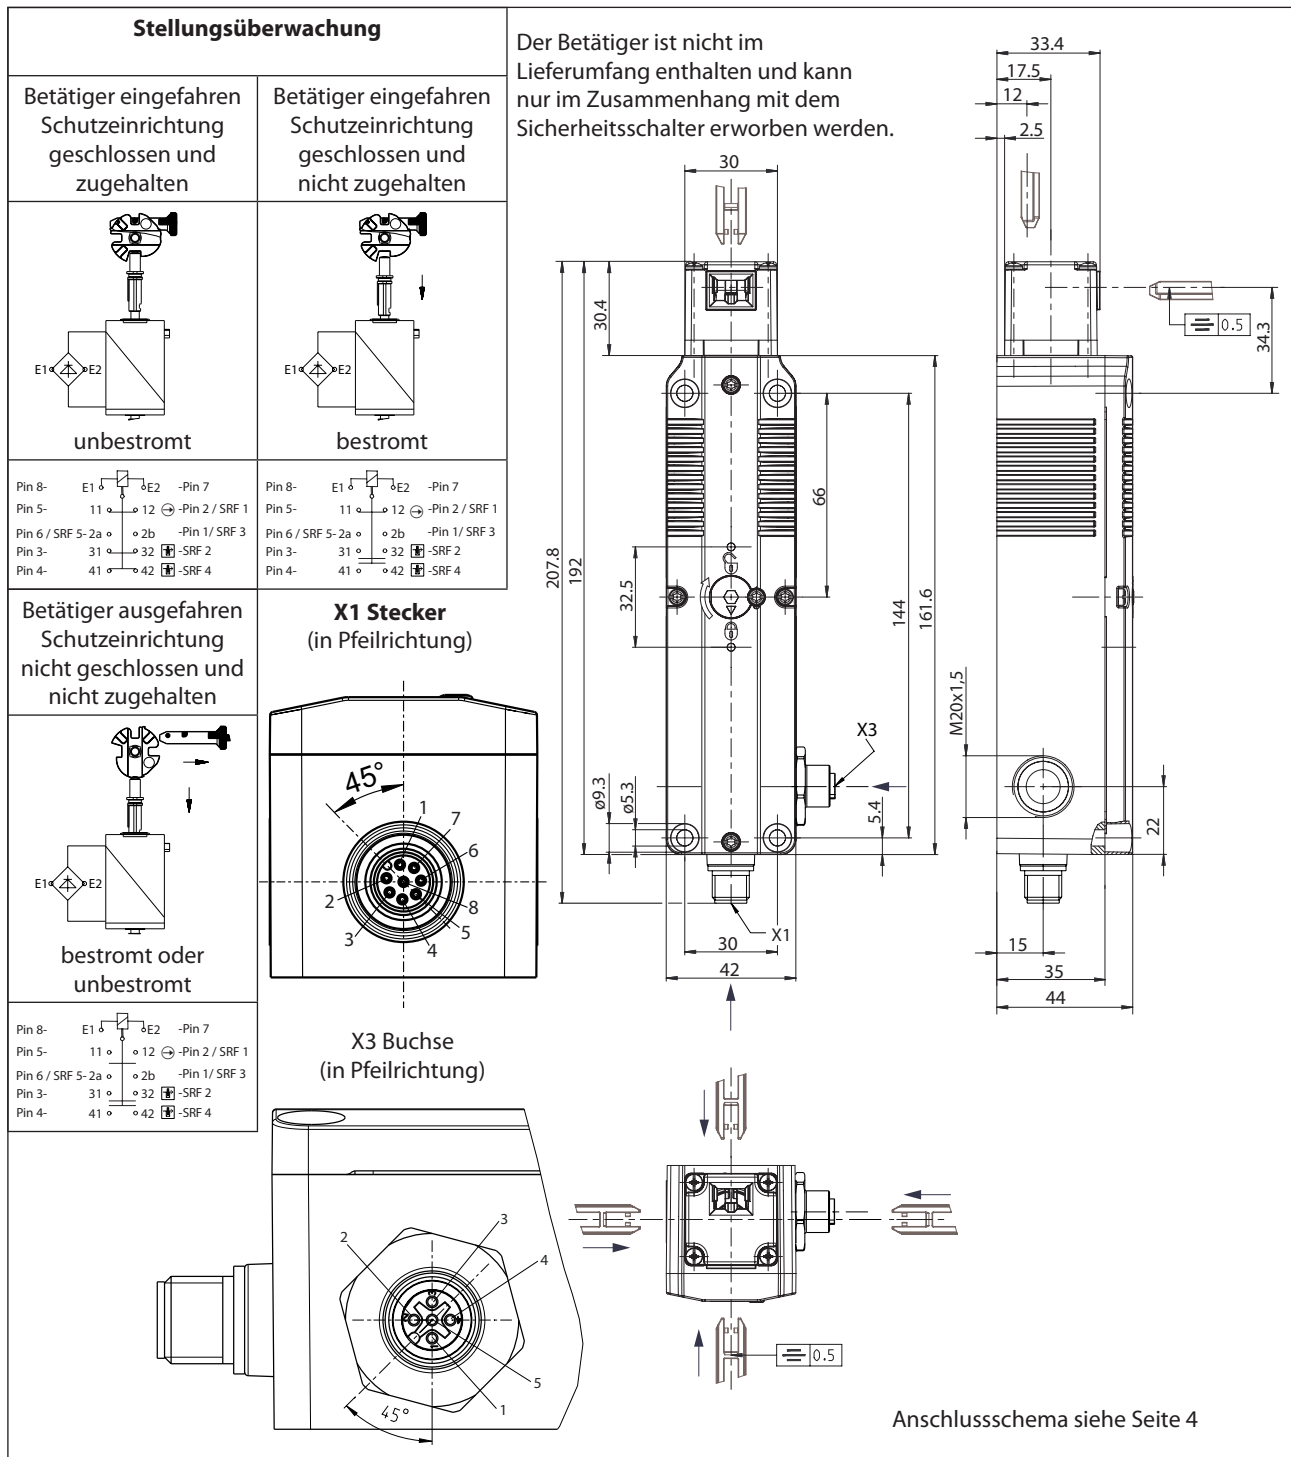 Stellungsüberwachung
Betätiger eingefahren
Schutzeinrichtung
geschlossen und
zugehalten
Betätiger eingefahren
Schutzeinrichtung
geschlossen und
nicht zugehalten
E1 E2
unbestromt
E1 E2
bestromt
Pin 8- E1 E2 -Pin 7
Pin 5- 11 12 -Pin 2 / SRF 1
Pin 6 / SRF 5- 2a 2b -Pin 1/ SRF 3
Pin 3- 31 32 -SRF 2
Pin 4- 41 42 -SRF 4
Pin 8- E1 E2 -Pin 7
Pin 5- 11 12 -Pin 2 / SRF 1
Pin 6 / SRF 5- 2a 2b -Pin 1/ SRF 3
Pin 3- 31 32 -SRF 2
Pin 4- 41 42 -SRF 4
Betätiger ausgefahren
Schutzeinrichtung
nicht geschlossen und
nicht zugehalten
E1 E2
bestromt oder
unbestromt
Pin 8- E1 E2 -Pin 7
Pin 5- 11 12 -Pin 2 / SRF 1
Pin 6 / SRF 5- 2a 2b -Pin 1/ SRF 3
Pin 3- 31 32 -SRF 2
Pin 4- 41 42 -SRF 4
X1 Stecker
(in Pfeilrichtung)
45°
1
7
6
2
8
3
5
4
X3 Buchse
(in Pfeilrichtung)
2
3
4
5
1
45°
Der Betätiger ist nicht im
Lieferumfang enthalten und kann
nur im Zusammenhang mit dem
Sicherheitsschalter erworben werden.
30
30.4
207.8
192
32.5
66
144
161.6
X3
ø9.3
ø5.3
5.4
X1
30
42
33.4
17.5
12
2.5
0.5
34.3
M20x1,5
22
15
35
44
0.5
Anschlussschema siehe Seite 4